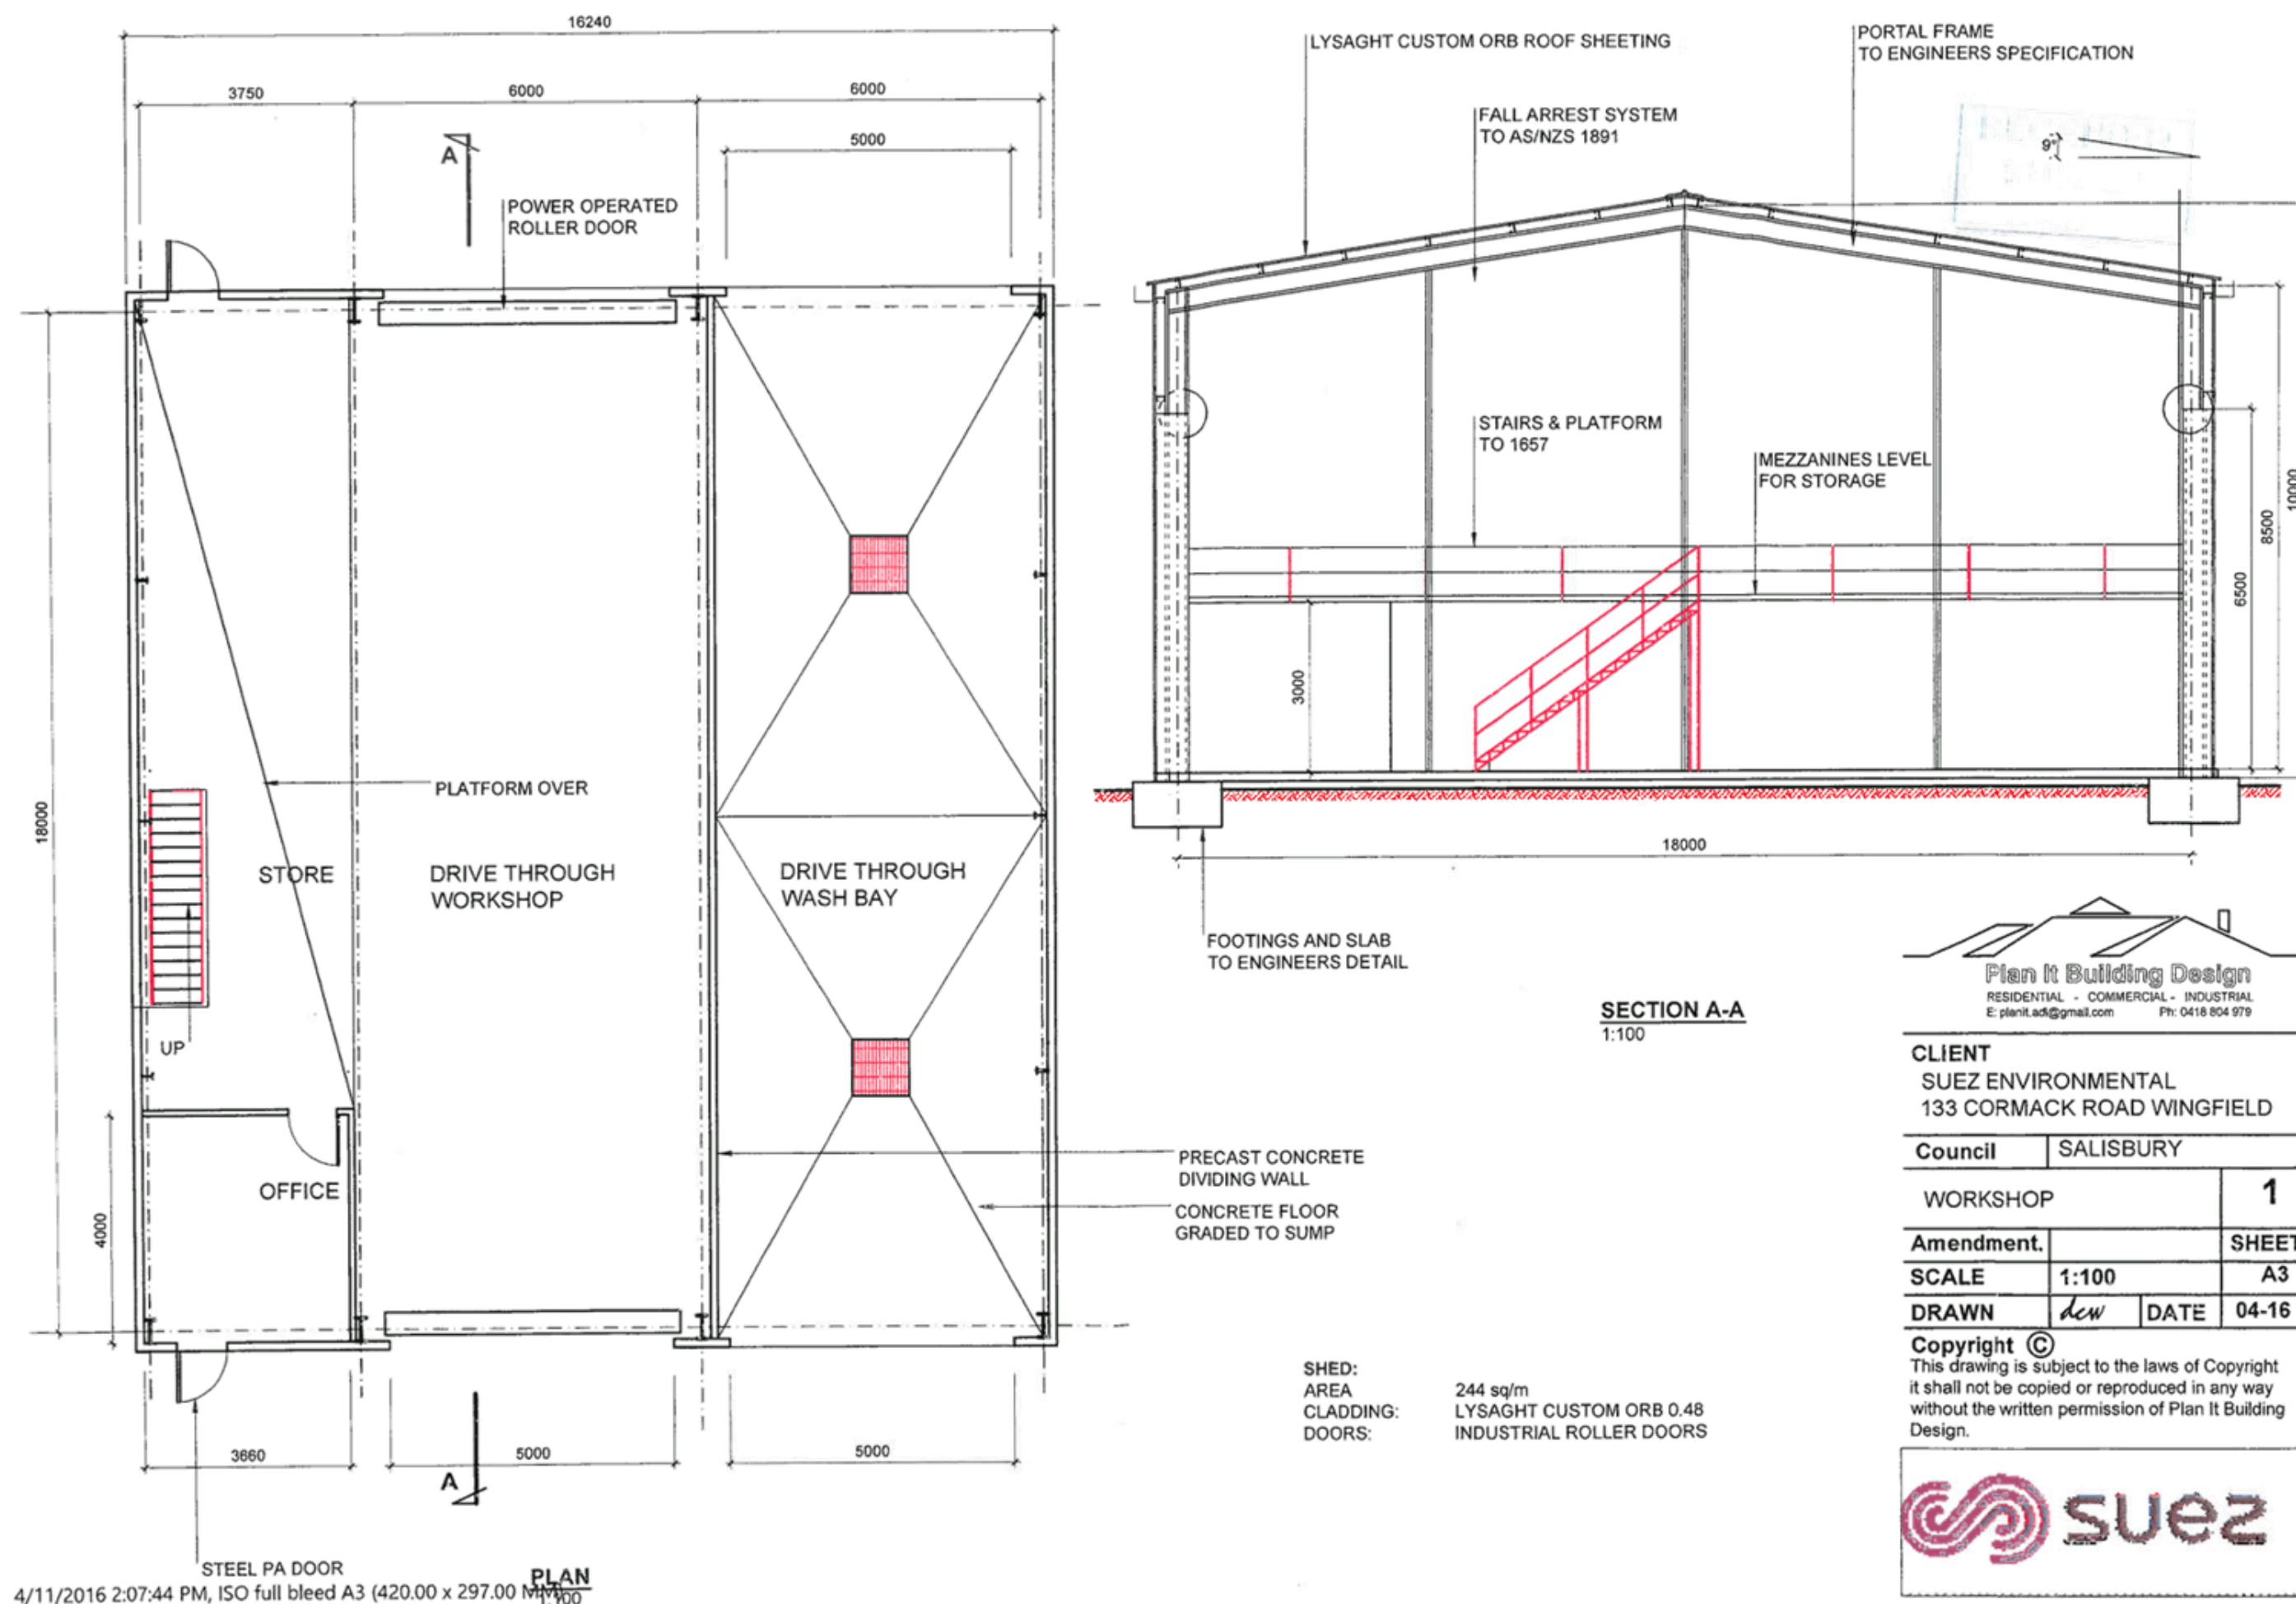 16240
3750
6000
6000
5000
A
POWER OPERATED
ROLLER DOOR
18000
PLATFORM OVER
STORE
DRIVE THROUGH
WORKSHOP
DRIVE THROUGH
WASH BAY
UP
OFFICE
4000
PRECAST CONCRETE
DIVIDING WALL
CONCRETE FLOOR
GRADED TO SUMP
3660
5000
5000
A
STEEL PA DOOR
PLAN
4/11/2016 2:07:44 PM, ISO full bleed A3 (420.00 x 297.00 MM)
LYSAGHT CUSTOM ORB ROOF SHEETING
PORTAL FRAME
TO ENGINEERS SPECIFICATION
FALL ARREST SYSTEM
TO AS/NZS 1891
9°
STAIRS & PLATFORM
TO 1657
MEZZANINES LEVEL
FOR STORAGE
3000
6500
8500
10000
18000
FOOTINGS AND SLAB
TO ENGINEERS DETAIL
SECTION A-A
1:100
SHED:
AREA 244 sq/m
CLADDING: LYSAGHT CUSTOM ORB 0.48
DOORS: INDUSTRIAL ROLLER DOORS
Plan It Building Design
RESIDENTIAL - COMMERCIAL - INDUSTRIAL
E: planit.adl@gmail.com Ph: 0418 804 979
CLIENT
SUEZ ENVIRONMENTAL
133 CORMACK ROAD WINGFIELD
Council SALISBURY
WORKSHOP 1
Amendment. SHEET
SCALE 1:100 A3
DRAWN dcw DATE 04-16
Copyright ©
This drawing is subject to the laws of Copyright
it shall not be copied or reproduced in any way
without the written permission of Plan It Building
Design.
suez